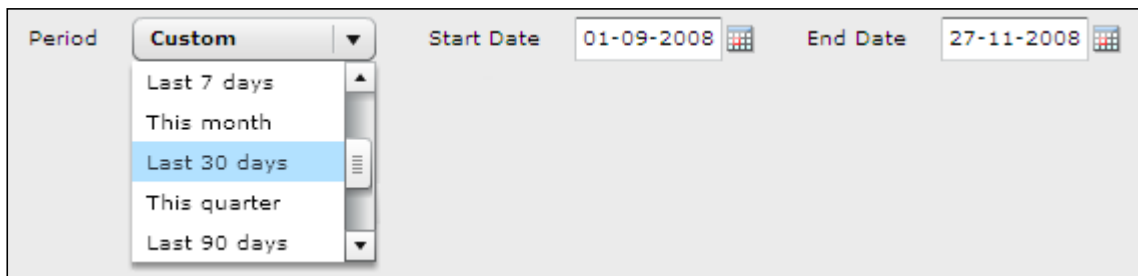 Period Custom Start Date 01-09-2008 End Date 27-11-2008
Last 7 days
This month
Last 30 days
This quarter
Last 90 days